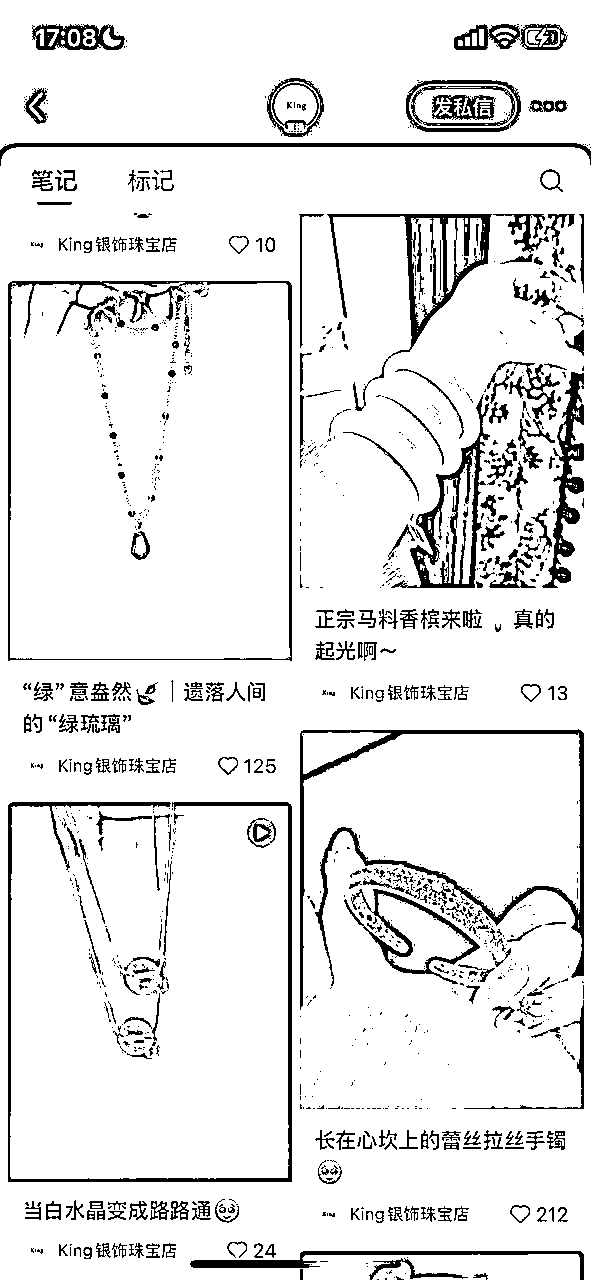 17:08
King
发私信
笔记 标记
King银饰珠宝店 10
“绿”意盎然 | 遗落人间
的“绿琉璃”
King银饰珠宝店 125
当白水晶变成路路通
King银饰珠宝店 24
正宗马料香槟来啦 真的
起光啊～
King银饰珠宝店 13
长在心坎上的蕾丝拉丝手镯
King银饰珠宝店 212